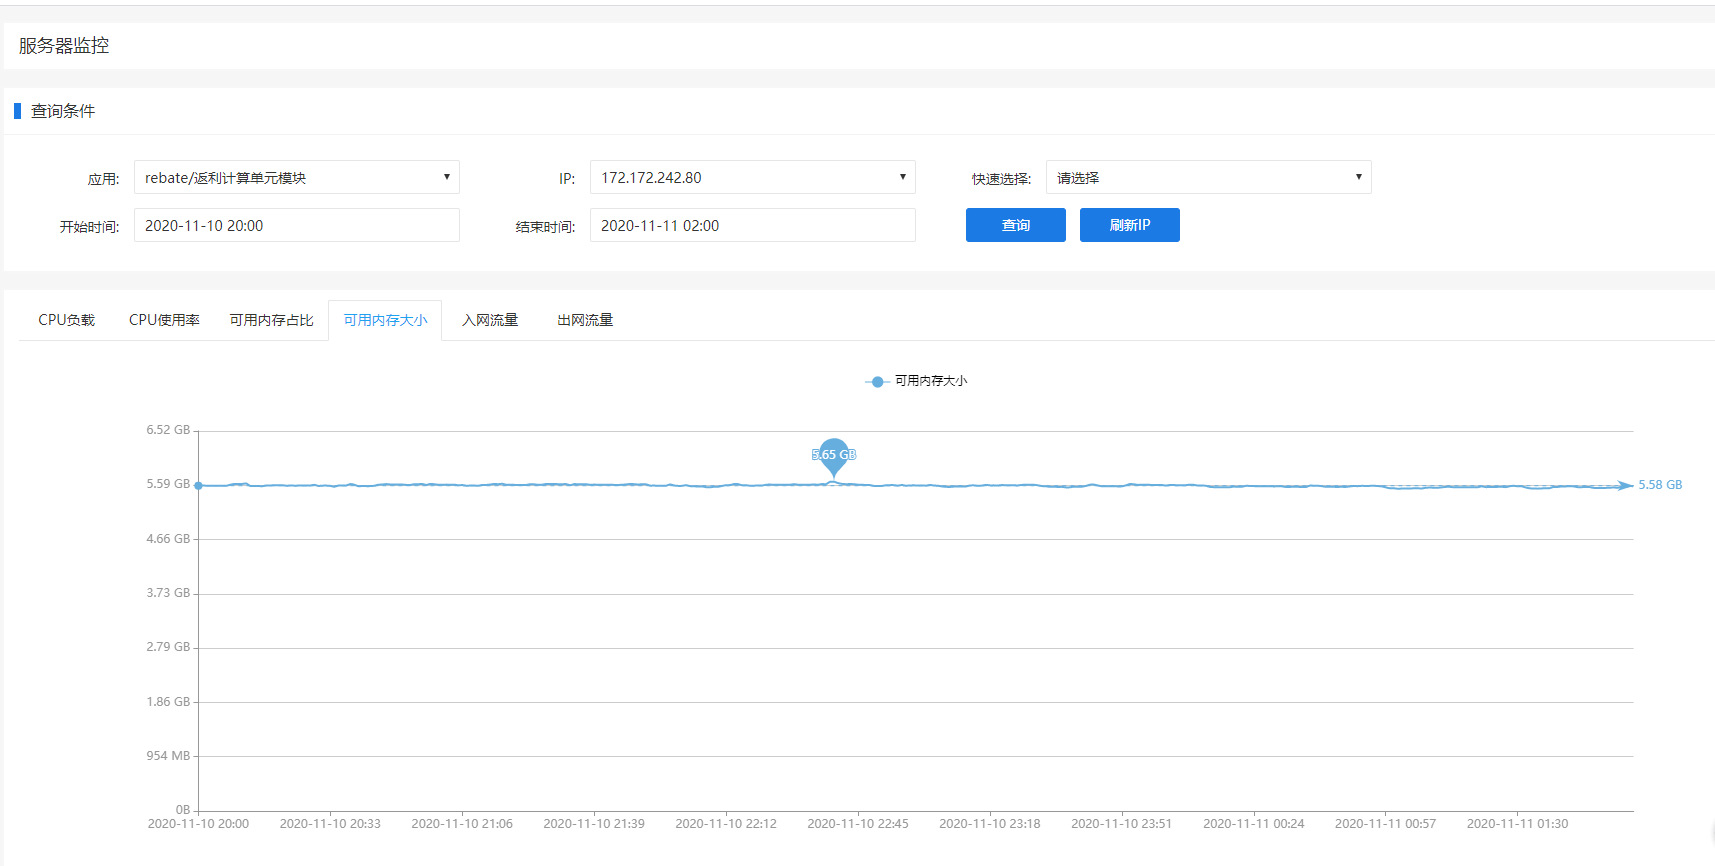 服务器监控
查询条件
应用: rebate/返利计算单元模块 IP: 172.172.242.80 快速选择: 请选择
开始时间: 2020-11-10 20:00 结束时间: 2020-11-11 02:00 查询 刷新IP
CPU负载 CPU使用率 可用内存占比 可用内存大小 入网流量 出网流量
可用内存大小
6.52 GB
5.65 GB
5.59 GB
5.58 GB
4.66 GB
3.73 GB
2.79 GB
1.86 GB
954 MB
0B
2020-11-10 20:00 2020-11-10 20:33 2020-11-10 21:06 2020-11-10 21:39 2020-11-10 22:12 2020-11-10 22:45 2020-11-10 23:18 2020-11-10 23:51 2020-11-11 00:24 2020-11-11 00:57 2020-11-11 01:30